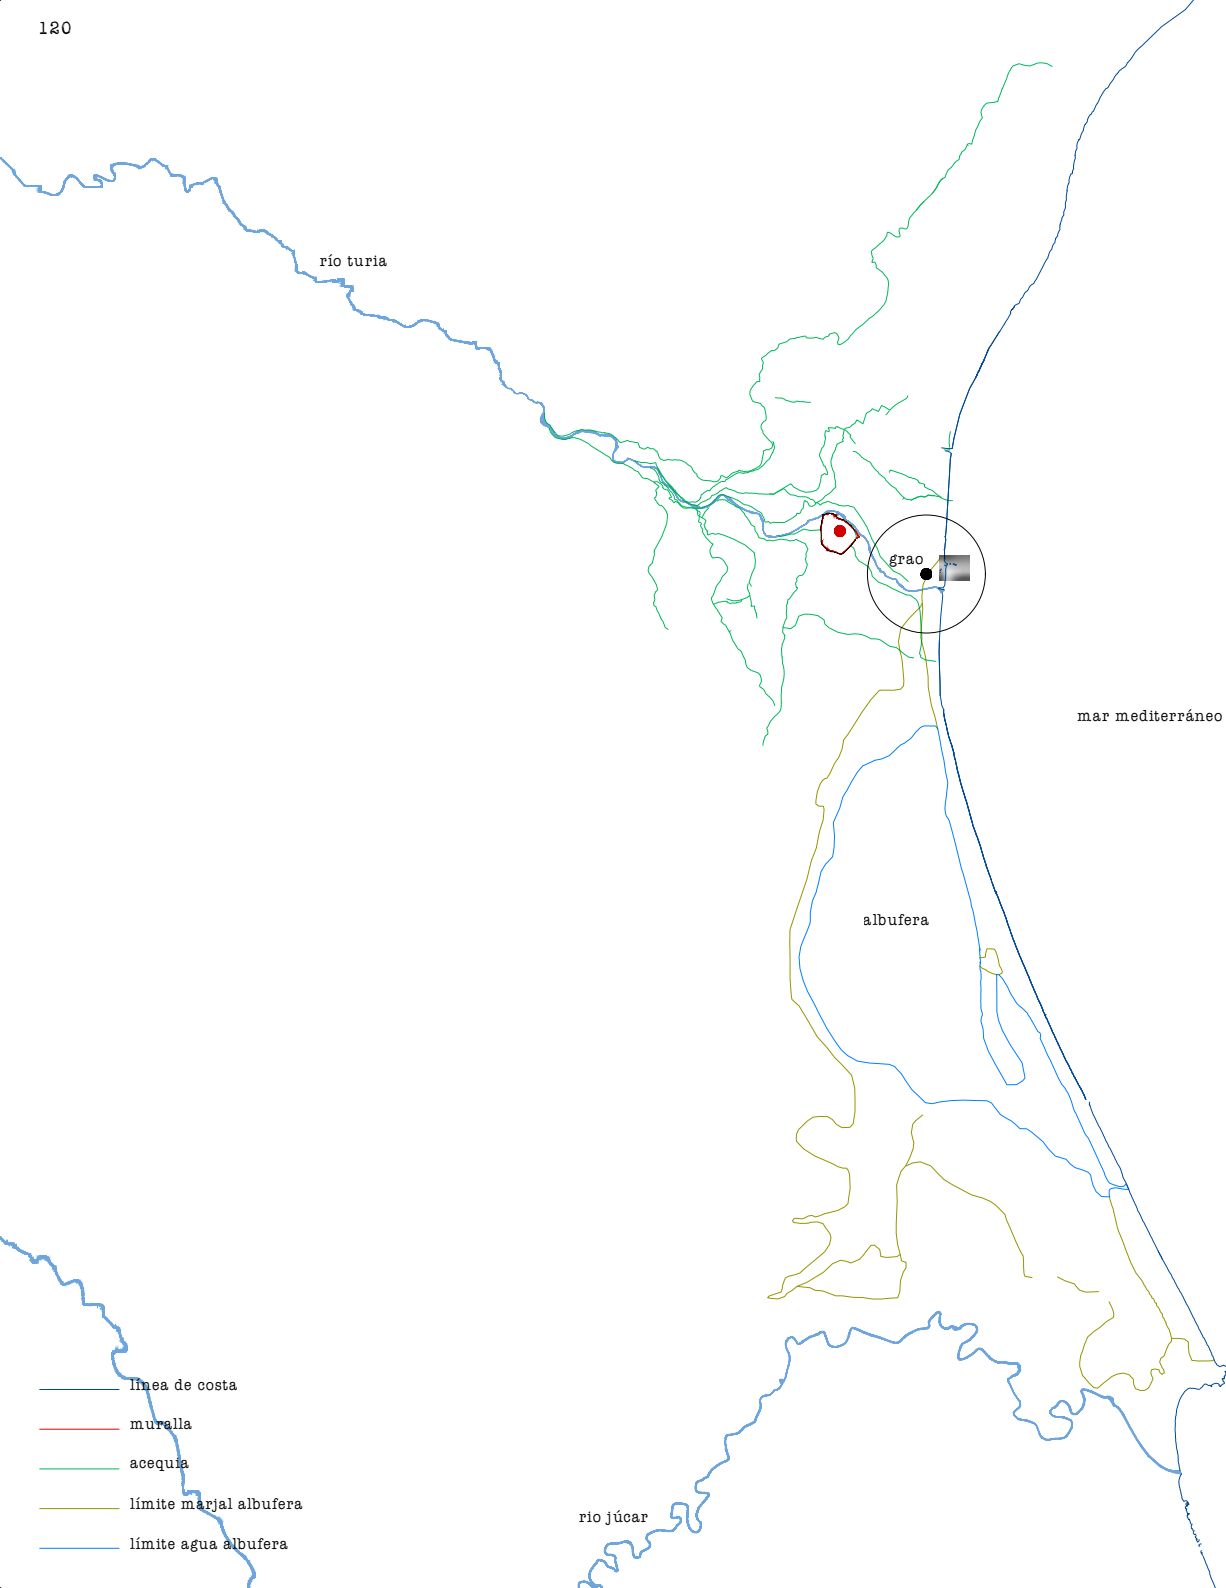 120
río turia
grao
mar mediterráneo
albufera
línea de costa
muralla
acequia
límite marjal albufera
rio júcar
límite agua albufera